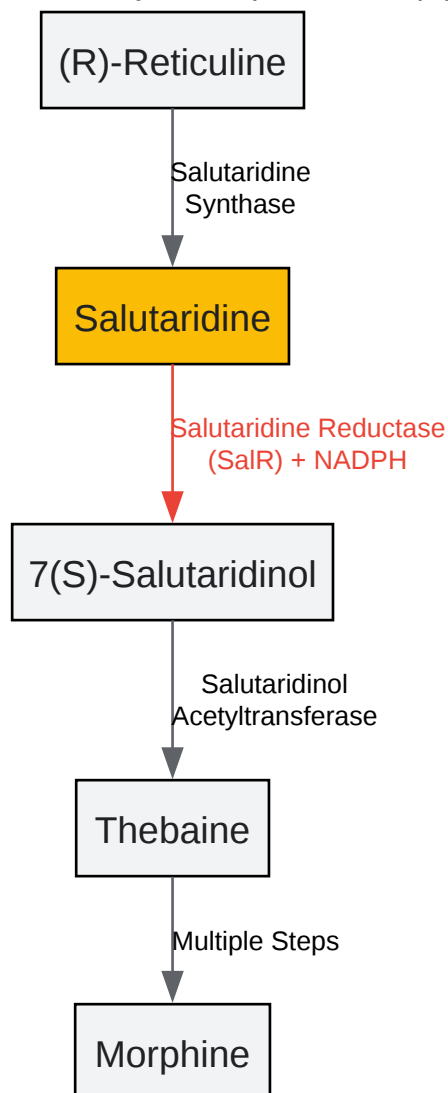 (R)-Reticuline
Salutaridine
Synthase
Salutaridine
Salutaridine Reductase
(SalR) + NADPH
7(S)-Salutaridinol
Salutaridinol
Acetyltransferase
Thebaine
Multiple Steps
Morphine